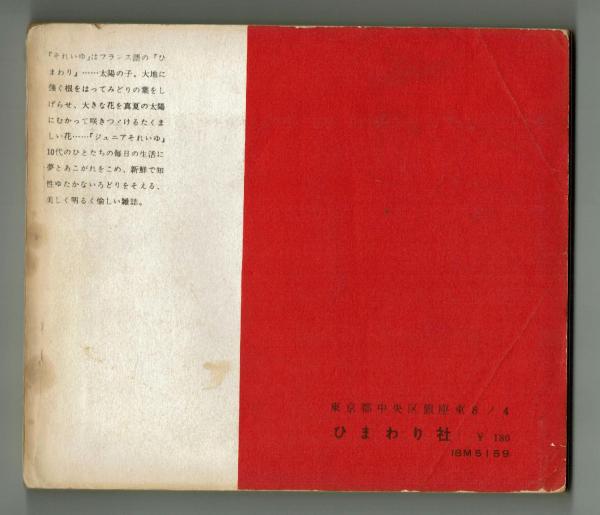 『それいゆ』はフランス語の『ひ
まわり』……太陽の子。大地に
強く根をはってみどりの葉をし
げらせ、大きな花を真夏の太陽
にむかって咲きつゞけるたくま
しい花……『ジュニアそれいゆ』
10代のひとたちの毎日の生活に
夢とあこがれをこめ、新鮮で知
性ゆたかないろどりをそえる、
美しく明るく愉しい雑誌。
東京都中央区銀座東8ノ4
ひまわり社 ¥180
IBM5159